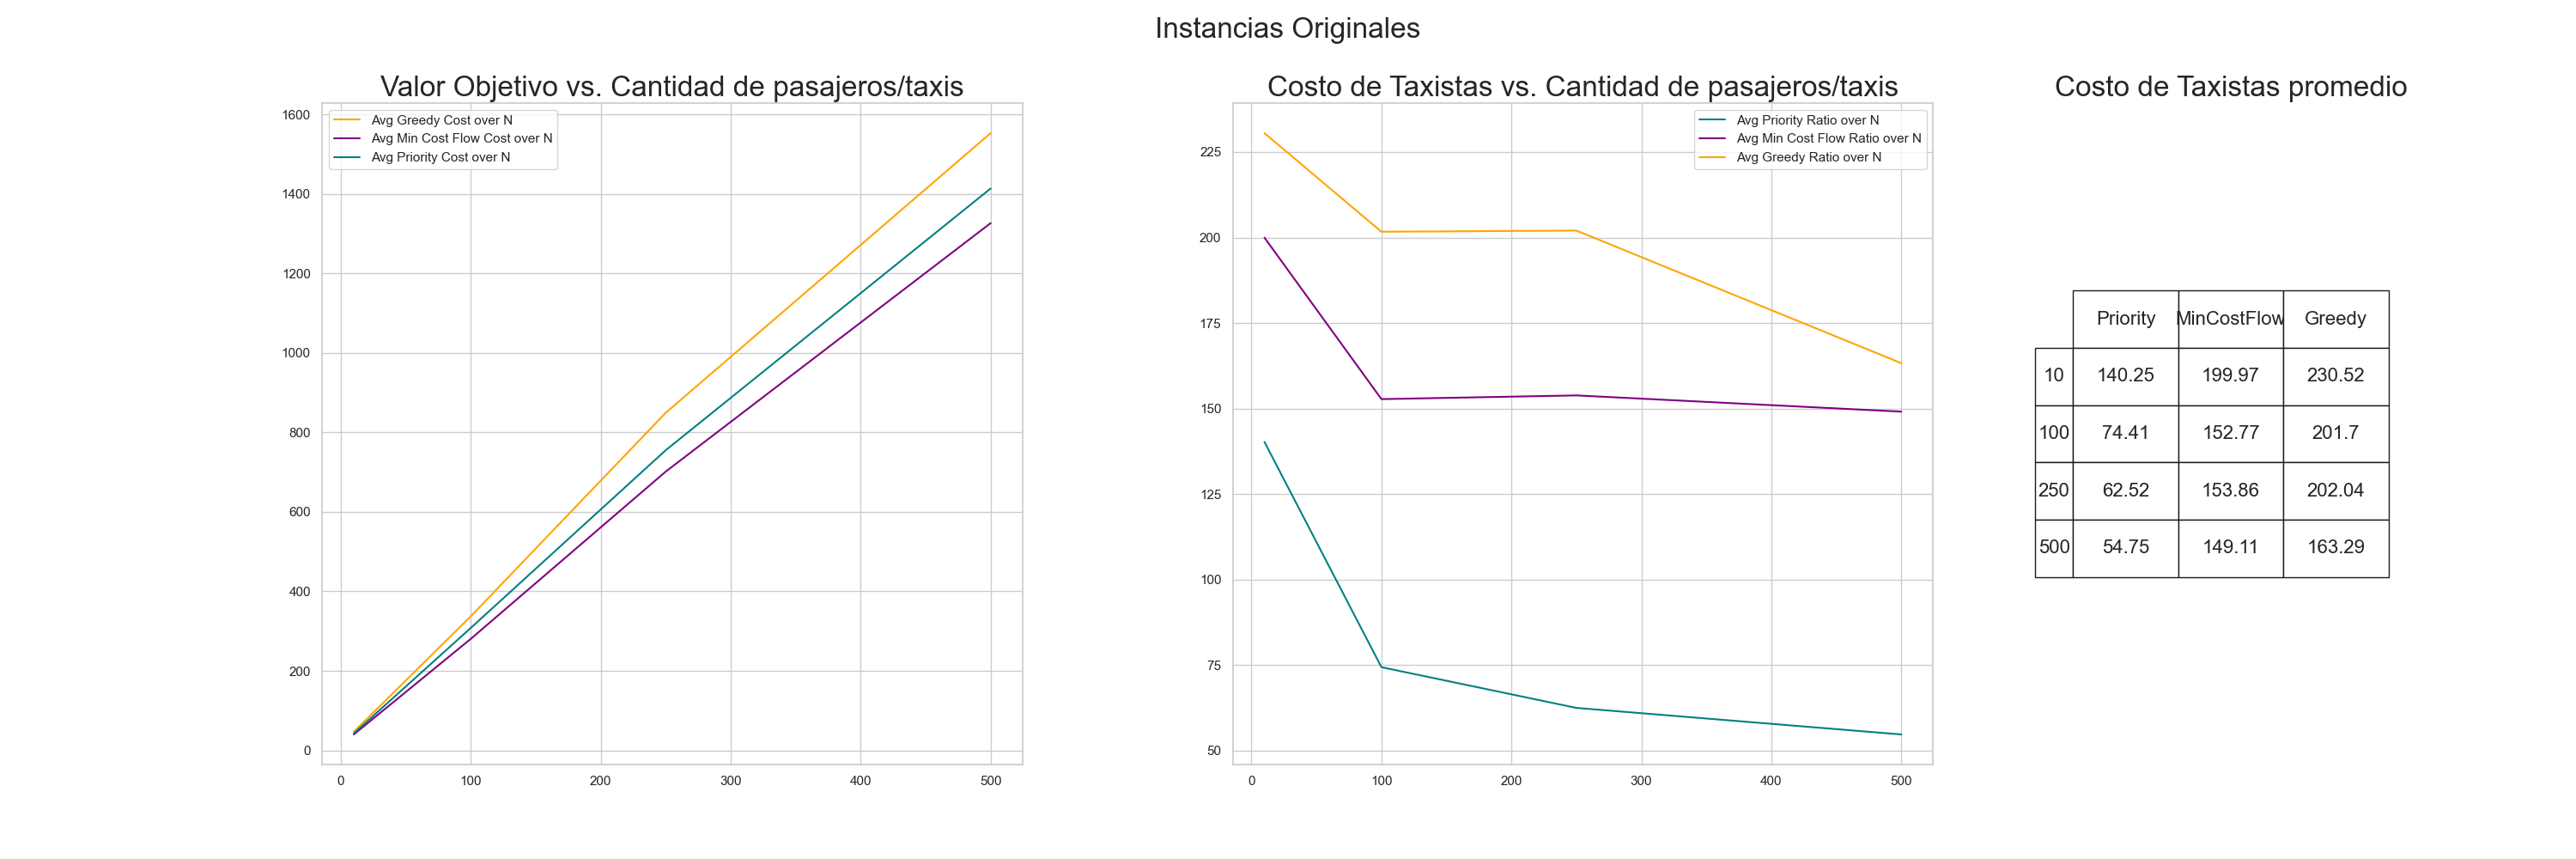 Instancias Originales
Valor Objetivo vs. Cantidad de pasajeros/taxis
Avg Greedy Cost over N
Avg Min Cost Flow Cost over N
Avg Priority Cost over N
1600
1400
1200
1000
800
600
400
200
0
0 100 200 300 400 500
Costo de Taxistas vs. Cantidad de pasajeros/taxis
Avg Priority Ratio over N
Avg Min Cost Flow Ratio over N
Avg Greedy Ratio over N
225
200
175
150
125
100
75
50
0 100 200 300 400 500
Costo de Taxistas promedio
Priority MinCostFlow Greedy
10 140.25 199.97 230.52
100 74.41 152.77 201.7
250 62.52 153.86 202.04
500 54.75 149.11 163.29